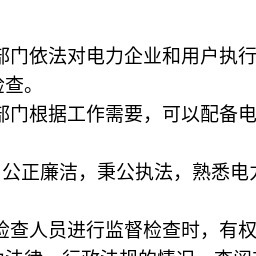 部门依法对电力企业和用户执行
检查。
部门根据工作需要，可以配备电
公正廉洁，秉公执法，熟悉电力
检查人员进行监督检查时，有权